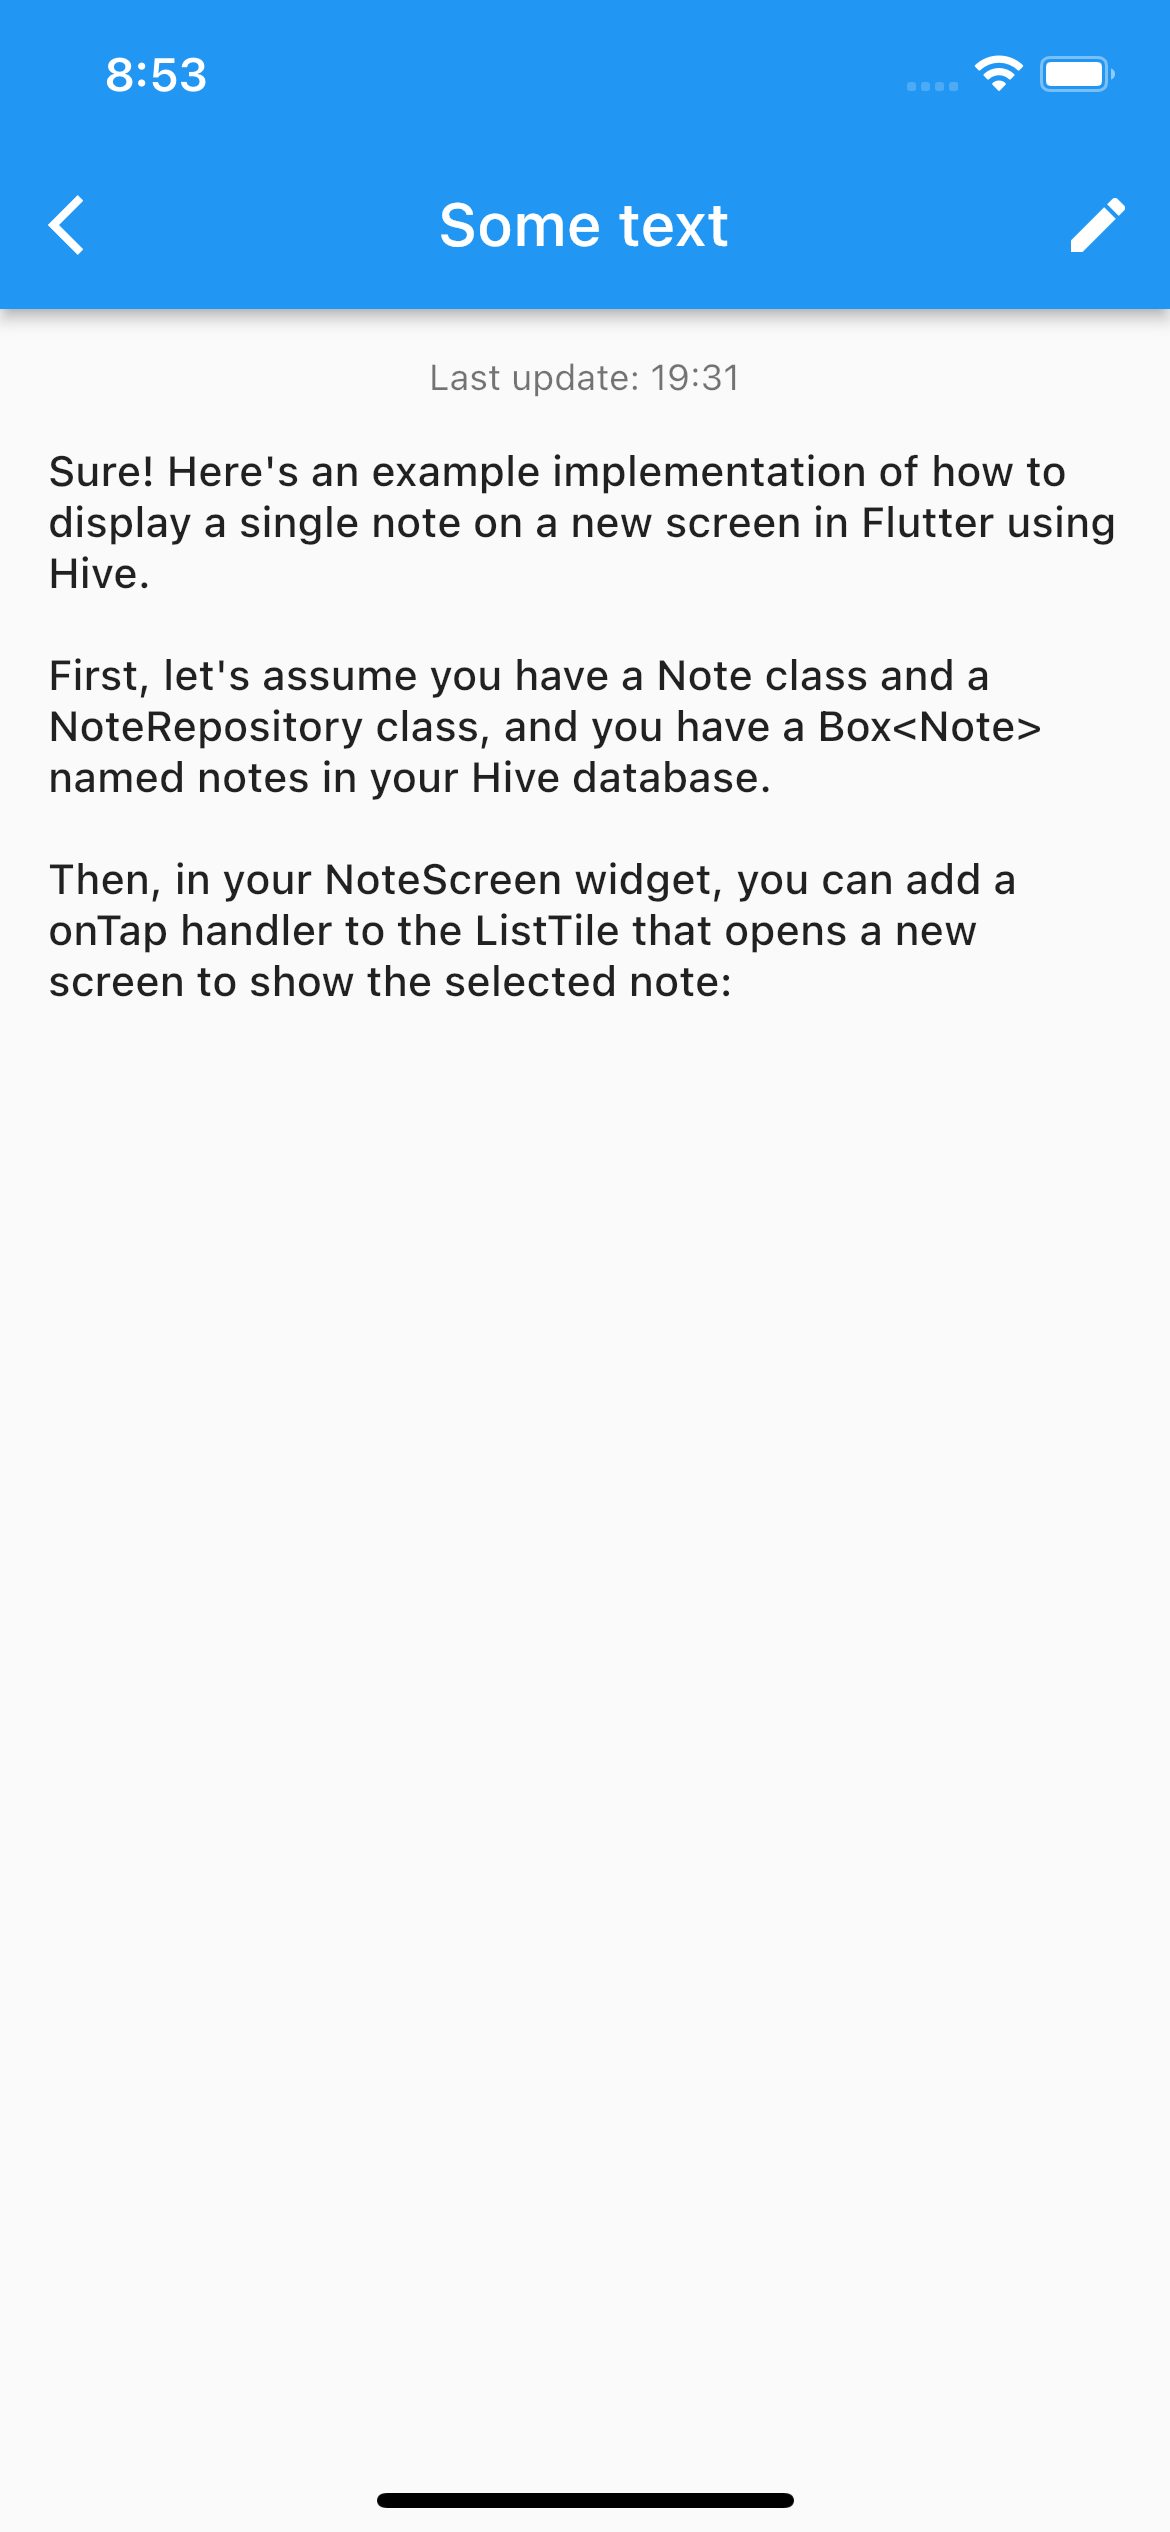 8:53
Some text
Last update: 19:31
Sure! Here's an example implementation of how to
display a single note on a new screen in Flutter using
Hive.
First, let's assume you have a Note class and a
NoteRepository class, and you have a Box<Note>
named notes in your Hive database.
Then, in your NoteScreen widget, you can add a
onTap handler to the ListTile that opens a new
screen to show the selected note: